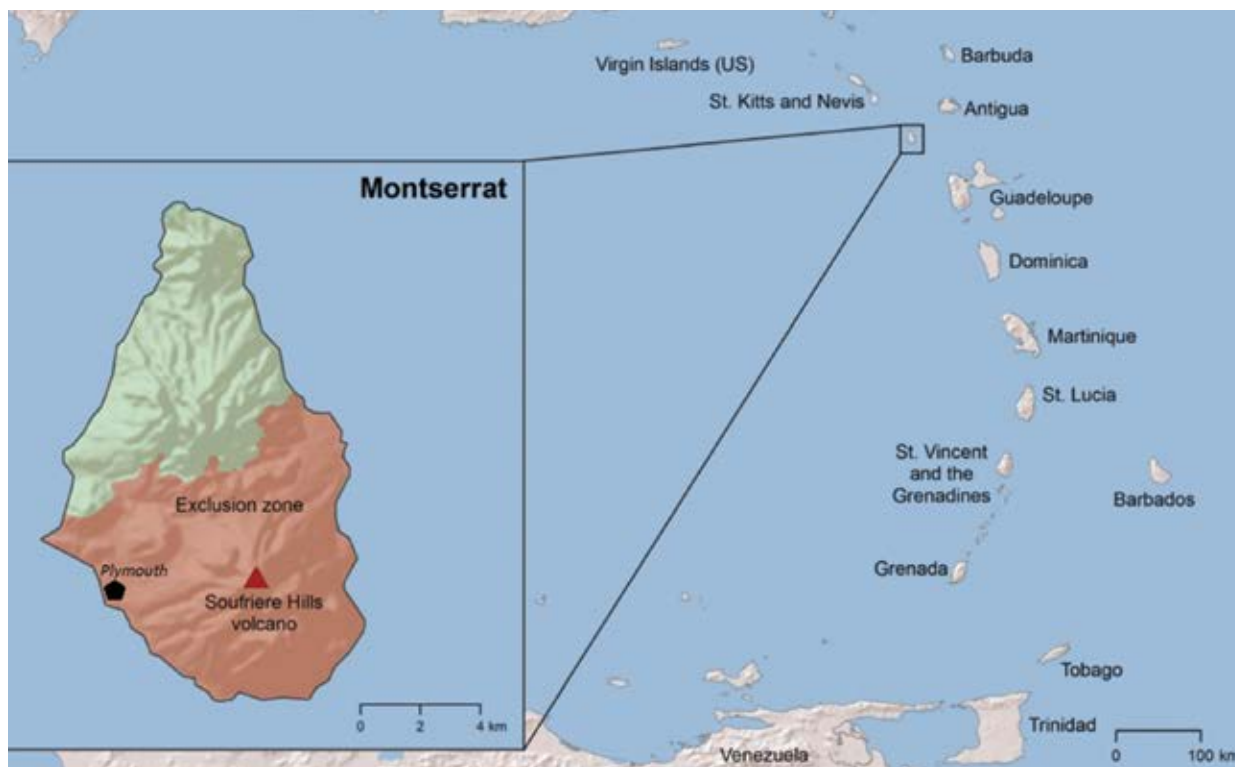 Virgin Islands (US)
Barbuda
St. Kitts and Nevis
Antigua
Montserrat
Guadeloupe
Dominica
Martinique
St. Lucia
St. Vincent
and the
Grenadines
Barbados
Exclusion zone
Plymouth
Soufriere Hills
volcano
Grenada
Tobago
0 2 4 km
Trinidad
Venezuela
0 100 km